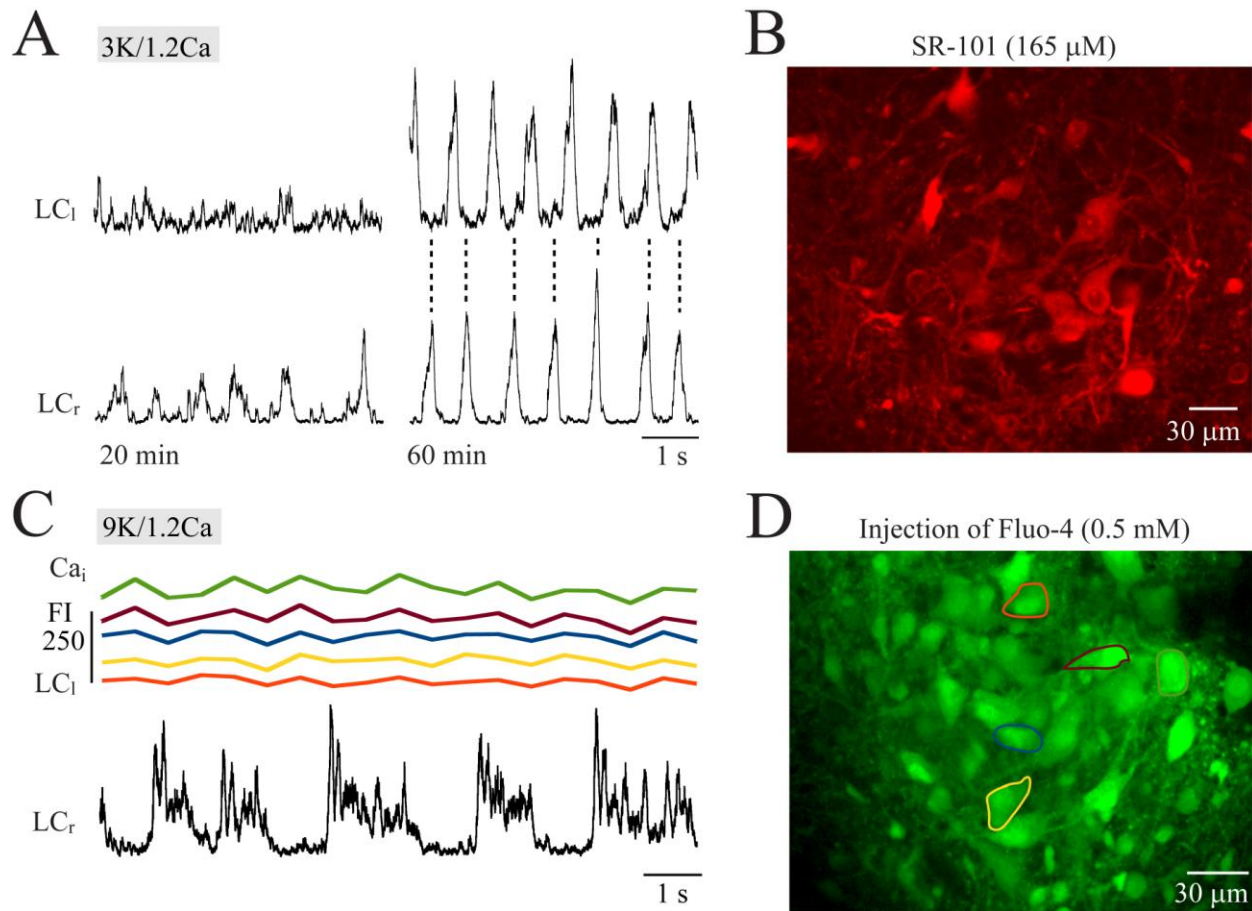 A
3K/1.2Ca
LCl
LCr
20 min
60 min
1 s
B
SR-101 (165 μM)
30 μm
C
9K/1.2Ca
Cai
FI
250
LCl
LCr
1 s
D
Injection of Fluo-4 (0.5 mM)
30 μm